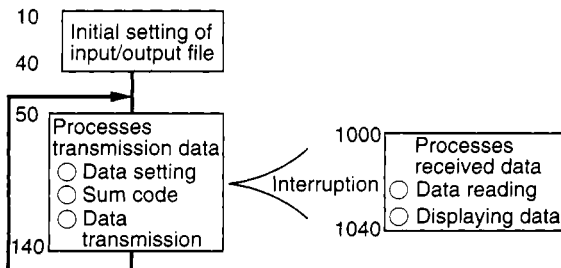 10
Initial setting of
input/output file
40
50
Processes
transmission data
○ Data setting
○ Sum code
○ Data
transmission
140
Interruption
1000
Processes
received data
○ Data reading
○ Displaying data
1040